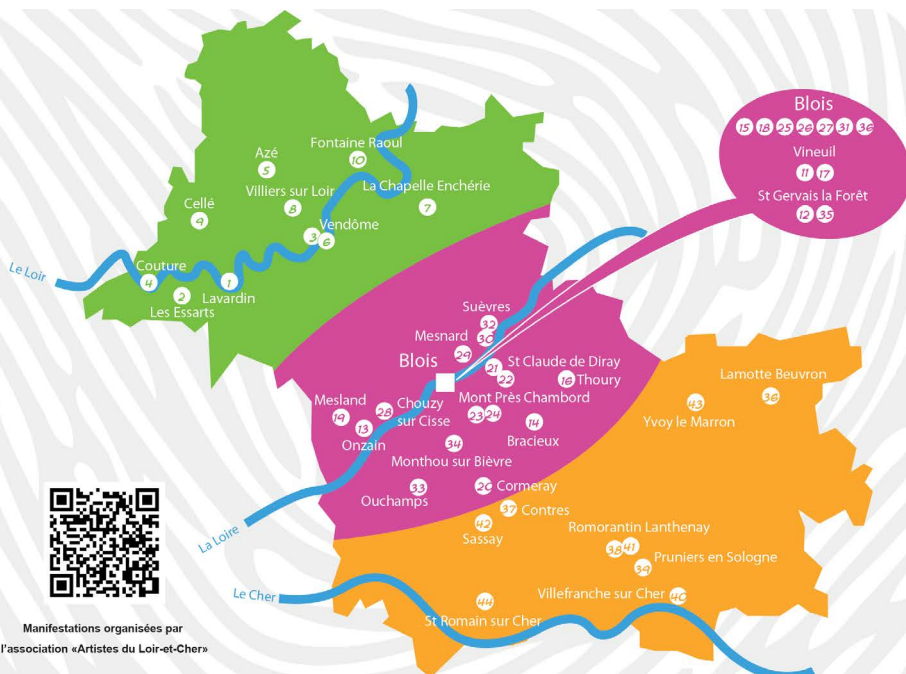 Blois
15 18 25 26 27 31 36
Vineuil
11 17
St Gervais la Forêt
12 35
Fontaine Raoul
10
Azé
5
Villiers sur Loir
8
La Chapelle Enchérie
7
Cellé
9
Vendôme
3 6
Le Loir
Couture
4
2
Les Essarts
1
Lavardin
Suèvres
32
30
Mesnard
29
Blois
21
St Claude de Diray
22
16 Thoury
Mont Près Chambord
23 24
14
Bracieux
Mesland
19
28 Chouzy
sur Cisse
13
Onzain
34
Monthou sur Bièvre
33
Ouchamps
20 Cormeray
La Loire
Lamotte Beuvron
36
43
Yvoy le Marron
37 Contres
42
Sassay
Romorantin Lanthenay
38 41
Pruniers en Sologne
39
Villefranche sur Cher 40
Le Cher
44
St Romain sur Cher
Manifestations organisées par
l'association «Artistes du Loir-et-Cher»